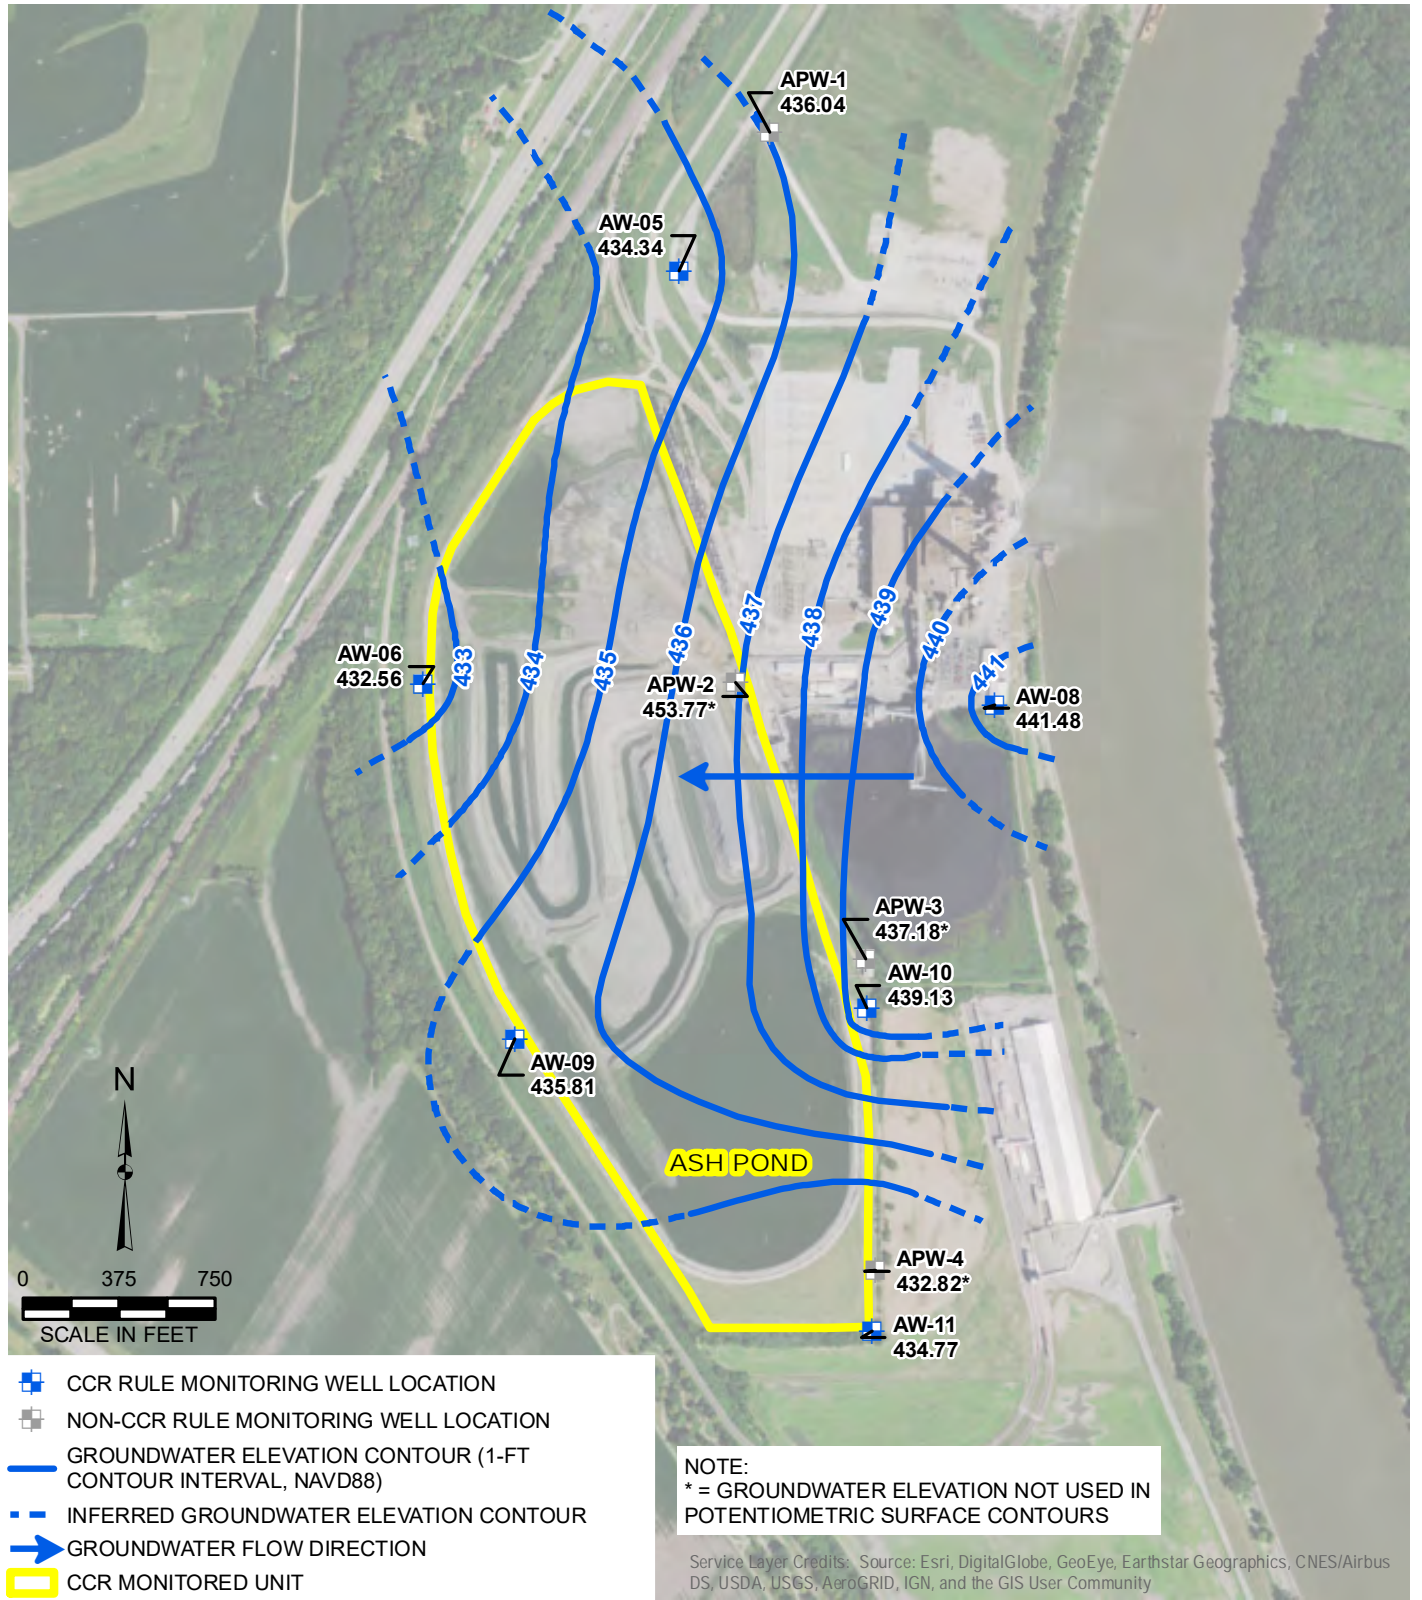 APW-1
436.04
AW-05
434.34
AW-06
432.56
433
434
435
436
437
438
439
440
441
APW-2
453.77*
AW-08
441.48
APW-3
437.18*
AW-10
439.13
AW-09
435.81
ASH POND
APW-4
432.82*
AW-11
434.77
N
0 375 750
SCALE IN FEET
CCR RULE MONITORING WELL LOCATION
NON-CCR RULE MONITORING WELL LOCATION
GROUNDWATER ELEVATION CONTOUR (1-FT
CONTOUR INTERVAL, NAVD88)
INFERRED GROUNDWATER ELEVATION CONTOUR
GROUNDWATER FLOW DIRECTION
CCR MONITORED UNIT
NOTE:
* = GROUNDWATER ELEVATION NOT USED IN
POTENTIOMETRIC SURFACE CONTOURS
Service Layer Credits: Source: Esri, DigitalGlobe, GeoEye, Earthstar Geographics, CNES/Airbus
DS, USDA, USGS, AeroGRID, IGN, and the GIS User Community